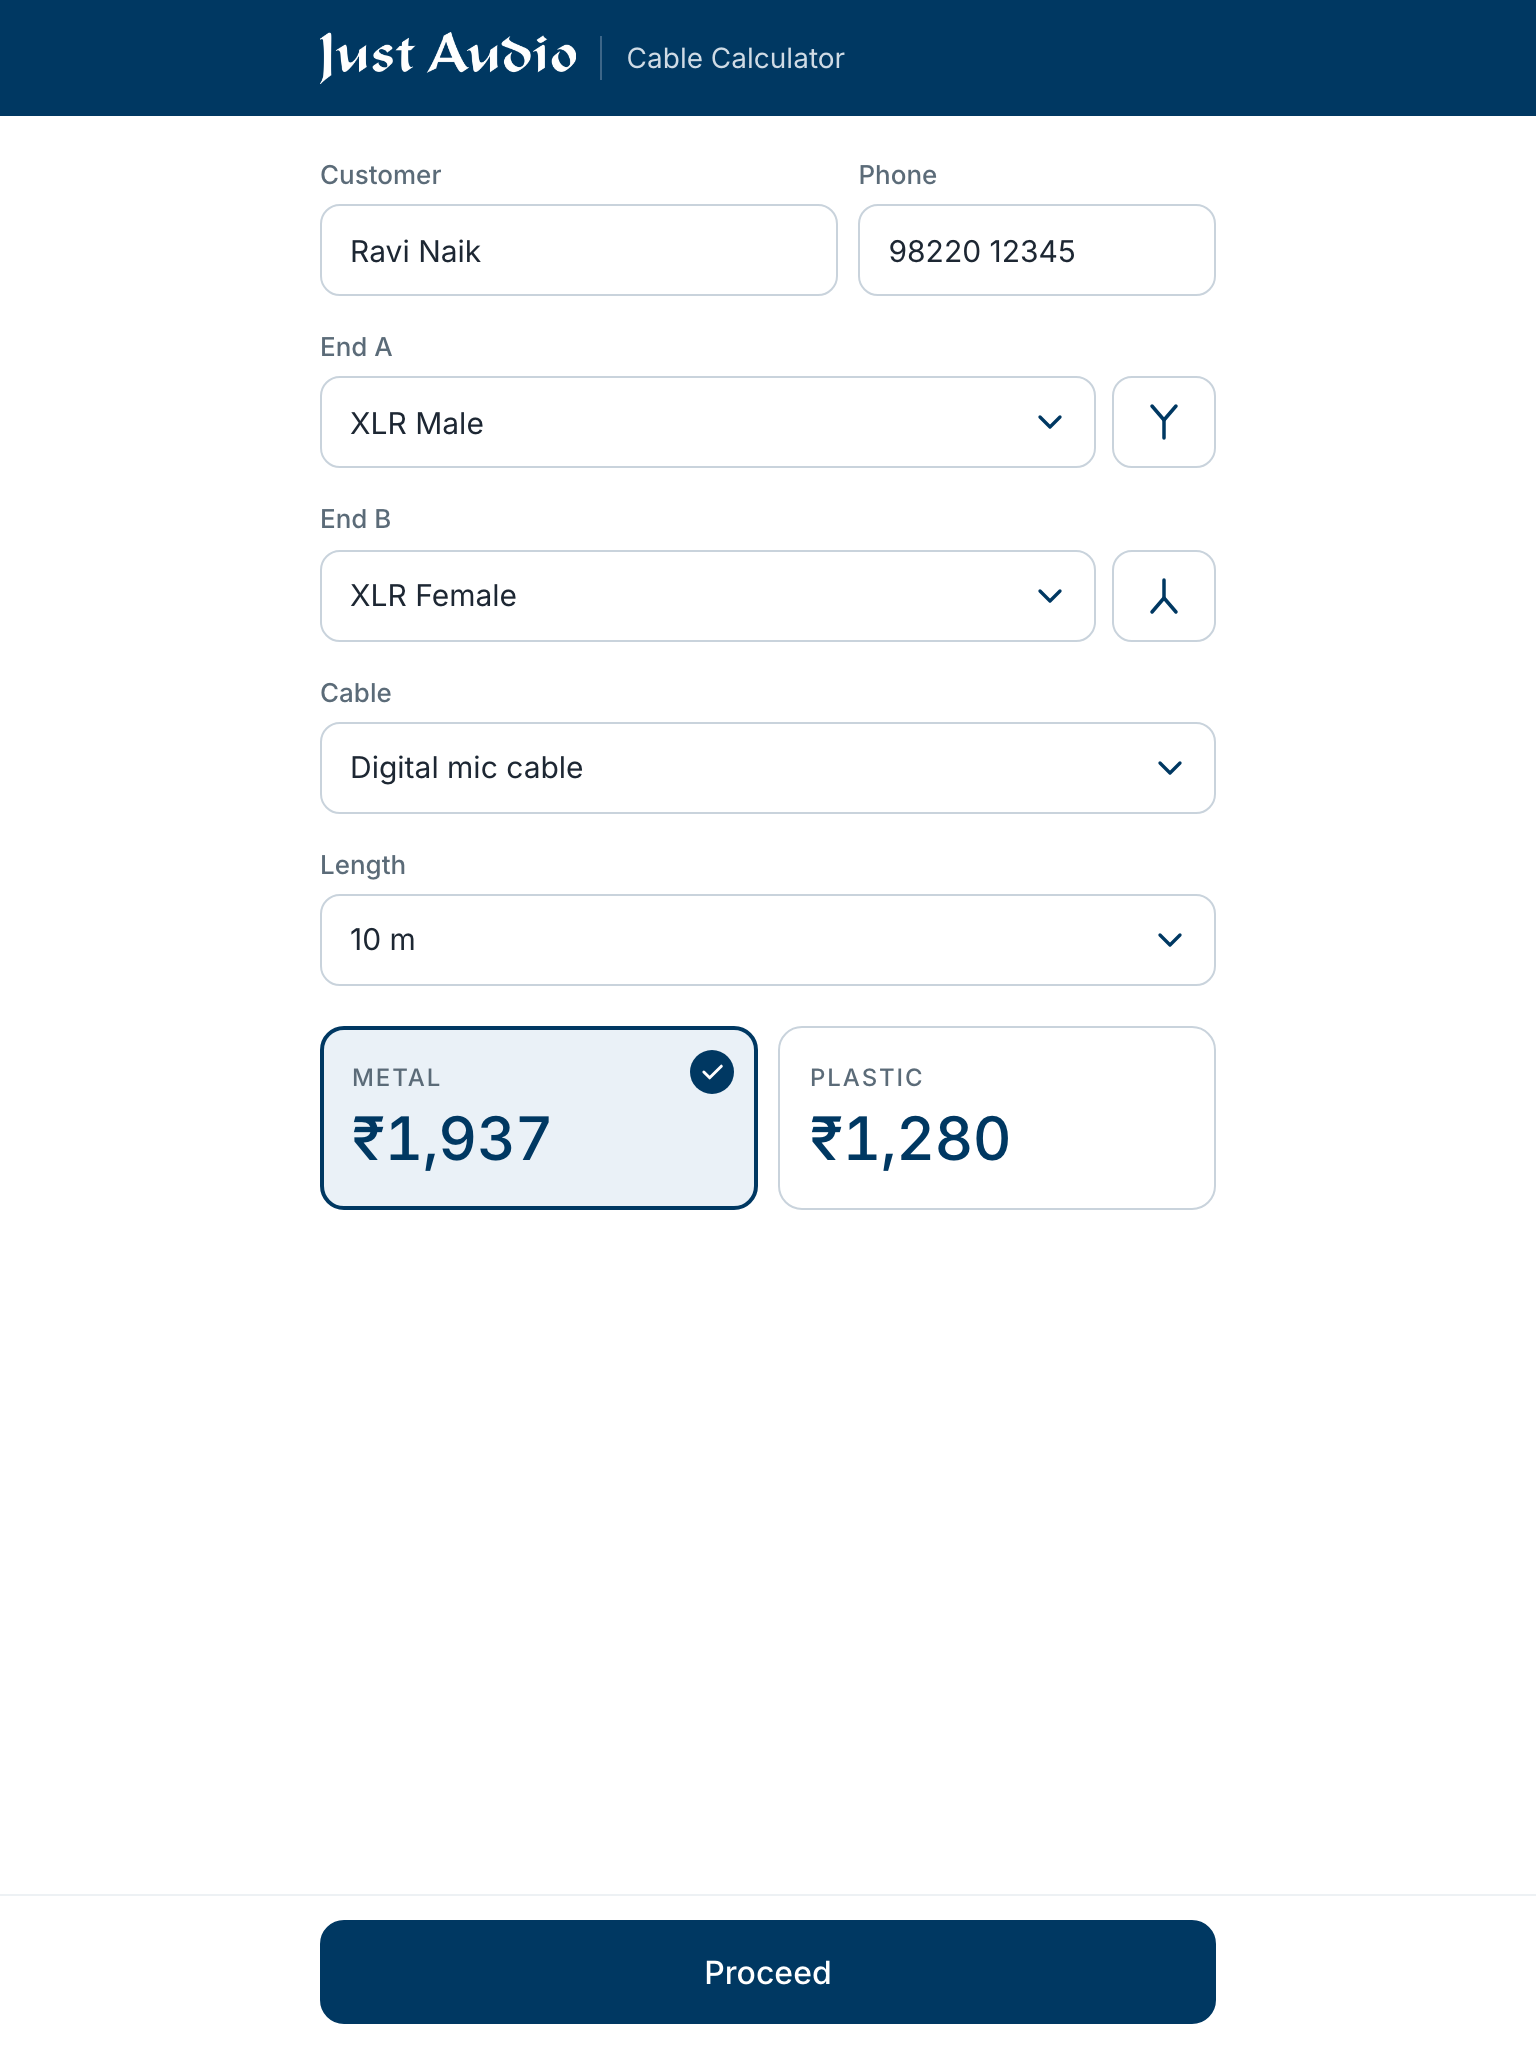 Just Audio
Cable Calculator
Customer
Phone
Ravi Naik
98220 12345
End A
XLR Male
End B
XLR Female
Cable
Digital mic cable
Length
10 m
METAL
₹1,937
PLASTIC
₹1,280
Proceed